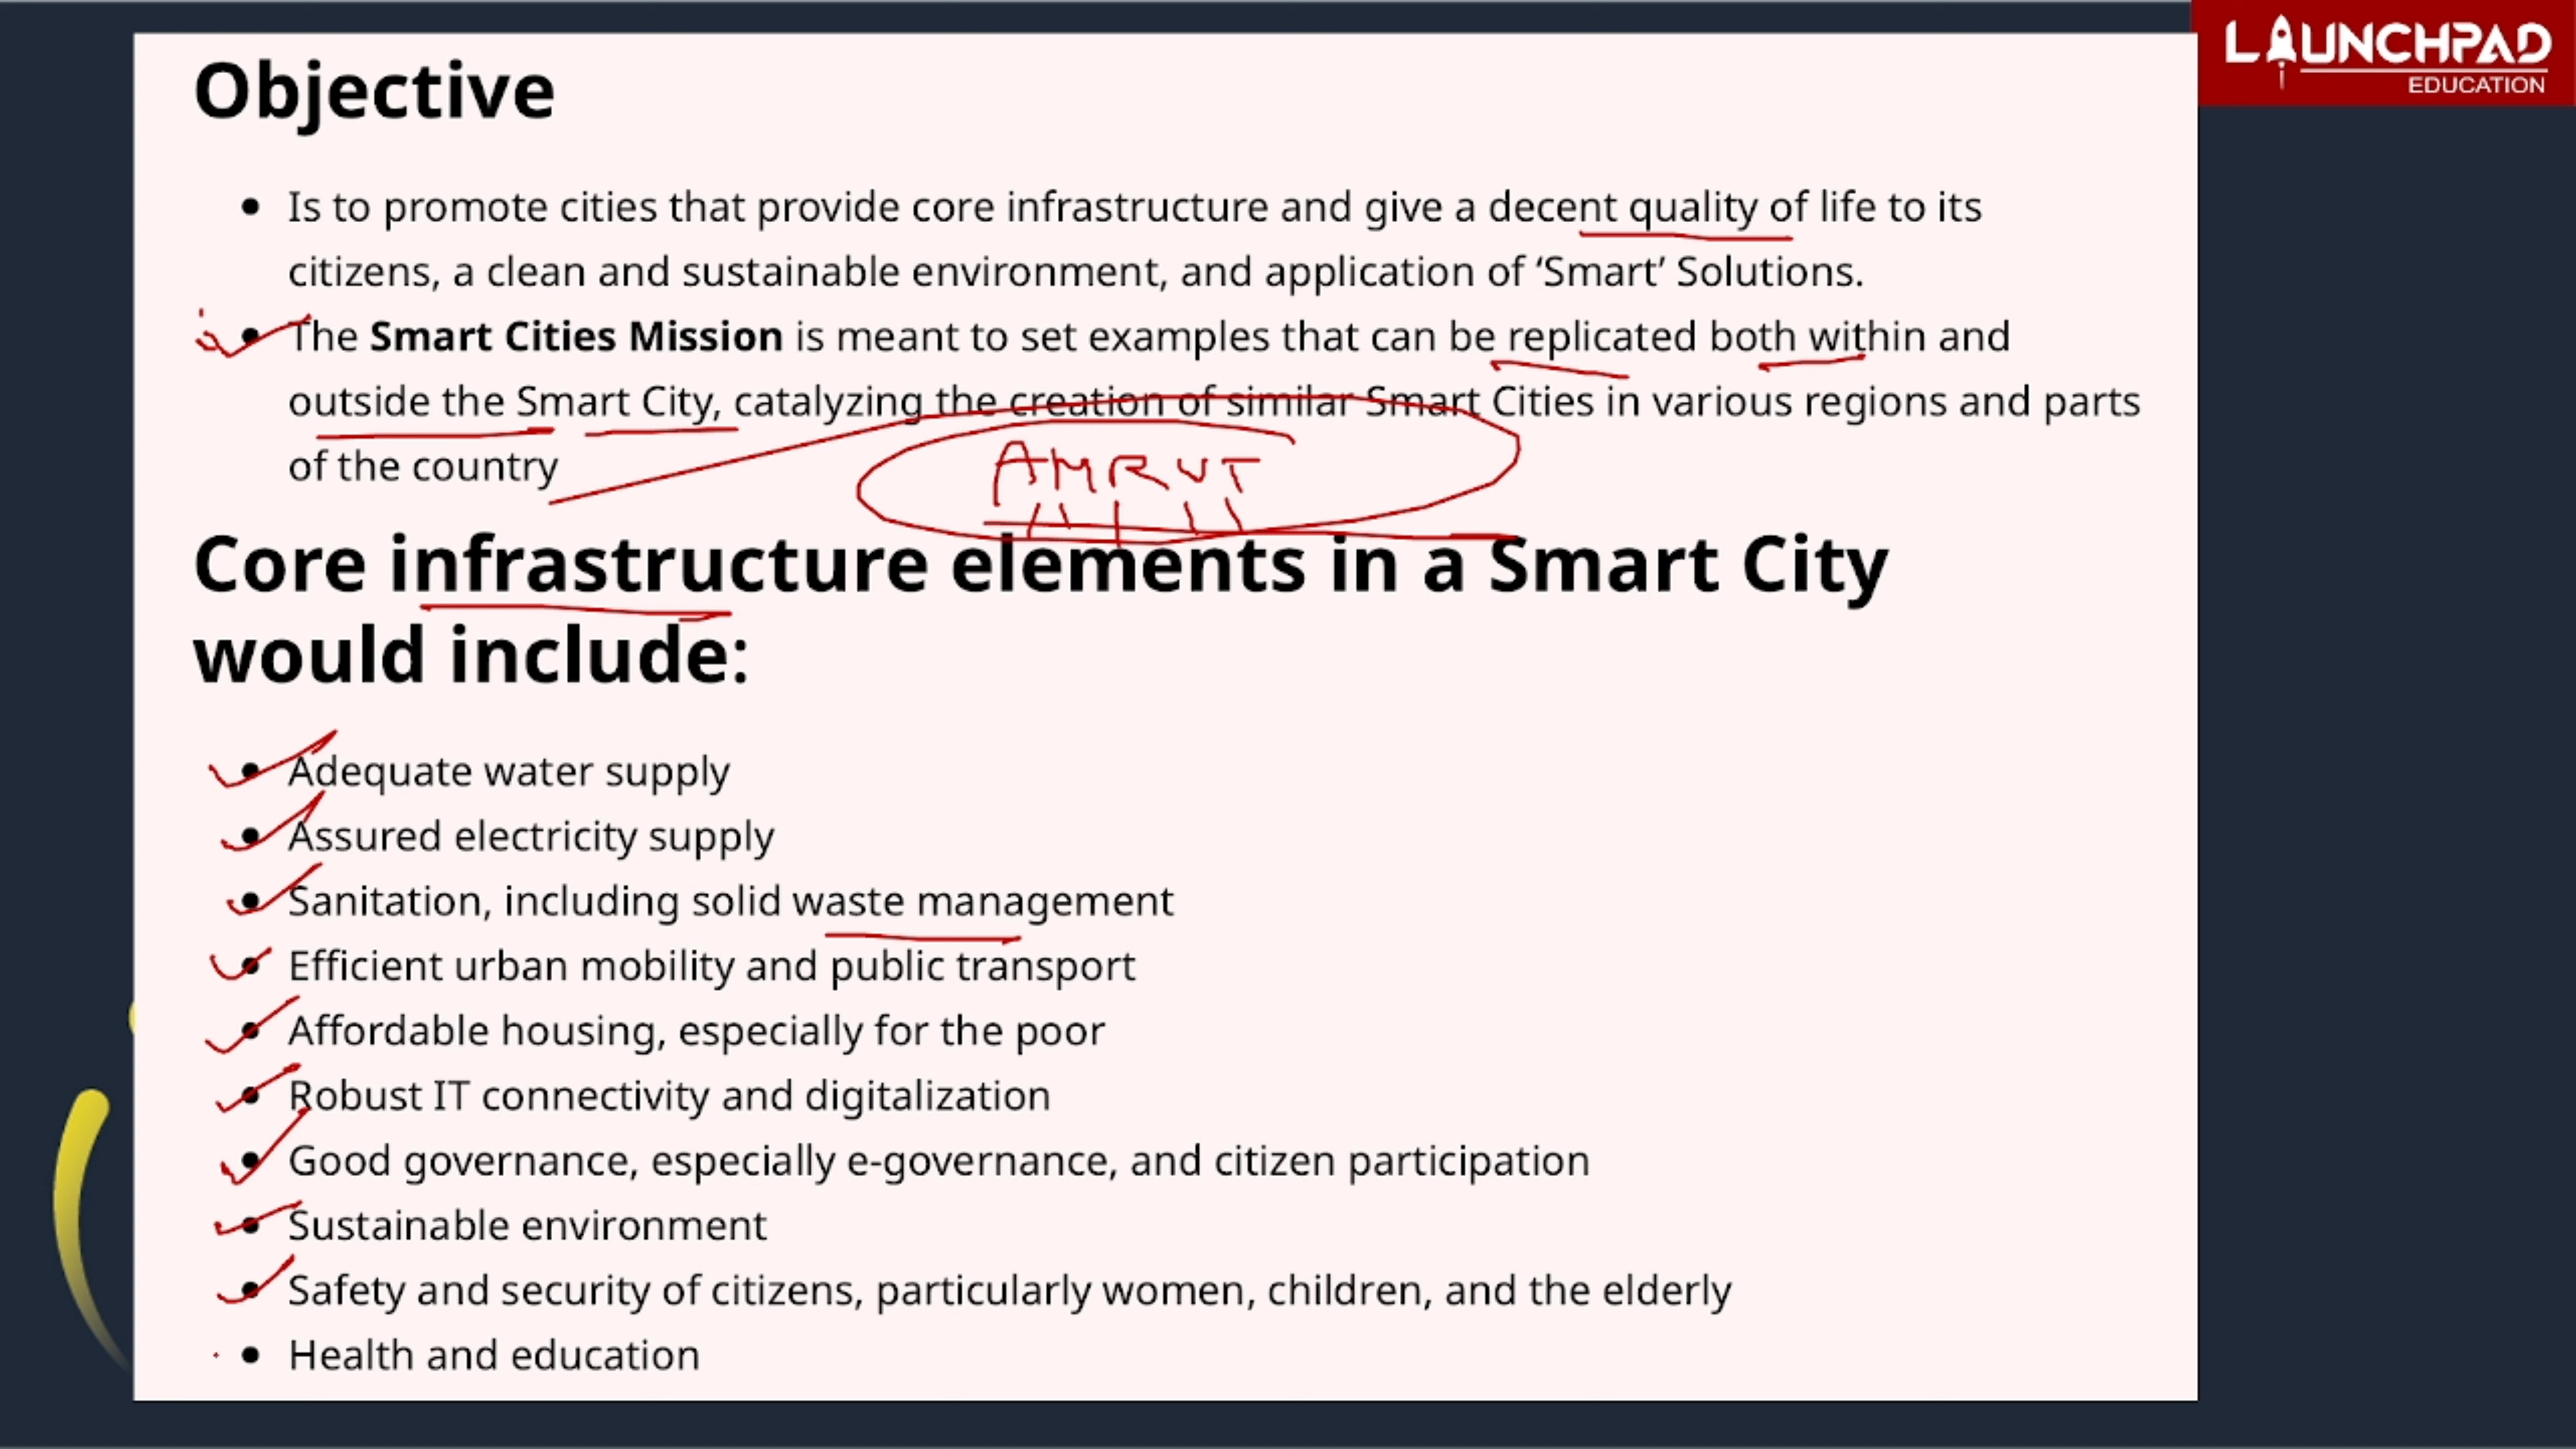 LAUNCHPAD
EDUCATION
Objective
• Is to promote cities that provide core infrastructure and give a decent quality of life to its
citizens, a clean and sustainable environment, and application of ‘Smart’ Solutions.
• The Smart Cities Mission is meant to set examples that can be replicated both within and
outside the Smart City, catalyzing the creation of similar Smart Cities in various regions and parts
of the country
AMRUT
Core infrastructure elements in a Smart City
would include:
• Adequate water supply
• Assured electricity supply
• Sanitation, including solid waste management
• Efficient urban mobility and public transport
• Affordable housing, especially for the poor
• Robust IT connectivity and digitalization
• Good governance, especially e-governance, and citizen participation
• Sustainable environment
• Safety and security of citizens, particularly women, children, and the elderly
• Health and education